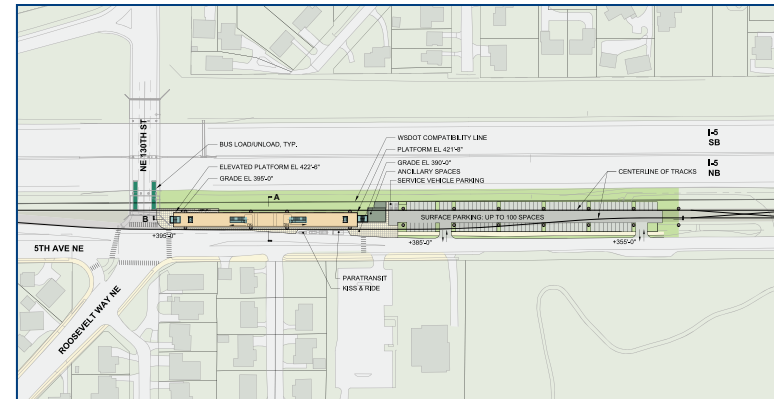 NE 130TH ST
BUS LOAD/UNLOAD, TYP.
WSDOT COMPATIBILITY LINE
PLATFORM EL 421'-8"
ELEVATED PLATFORM EL 422'-6"
GRADE EL 395'-0"
GRADE EL 390'-0"
ANCILLARY SPACES
SERVICE VEHICLE PARKING
I-5
SB
I-5
NB
CENTERLINE OF TRACKS
A
B
SURFACE PARKING: UP TO 100 SPACES
+395'-0"
+385'-0"
+355'-0"
5TH AVE NE
PARATRANSIT
KISS & RIDE
ROOSEVELT WAY NE